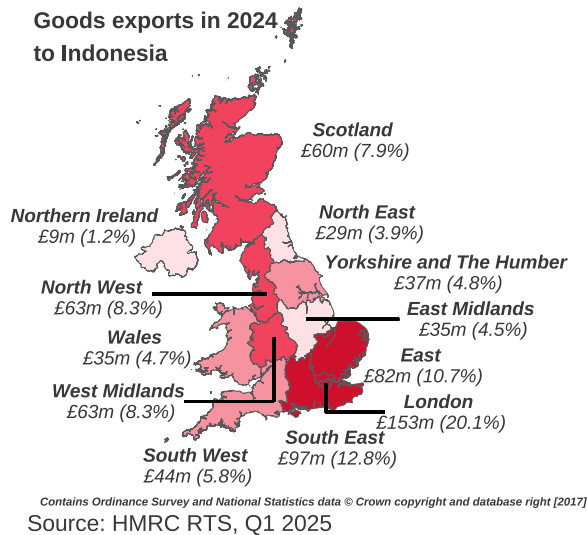 Goods exports in 2024
to Indonesia
Scotland
£60m (7.9%)
Northern Ireland
£9m (1.2%)
North East
£29m (3.9%)
Yorkshire and The Humber
£37m (4.8%)
North West
£63m (8.3%)
East Midlands
£35m (4.5%)
Wales
£35m (4.7%)
East
£82m (10.7%)
West Midlands
£63m (8.3%)
London
£153m (20.1%)
South East
£97m (12.8%)
South West
£44m (5.8%)
Contains Ordinance Survey and National Statistics data © Crown copyright and database right [2017]
Source: HMRC RTS, Q1 2025